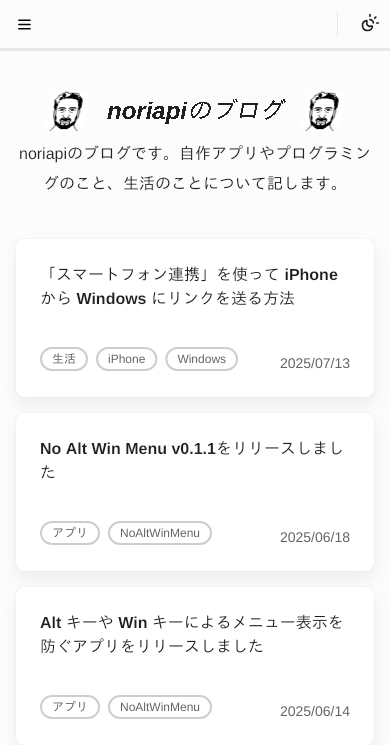 noriapiのブログ
noriapiのブログです。自作アプリやプログラミン
グのこと、生活のことについて記します。
「スマートフォン連携」を使って iPhone
から Windows にリンクを送る方法
生活 iPhone Windows 2025/07/13
No Alt Win Menu v0.1.1をリリースしまし
た
アプリ NoAltWinMenu 2025/06/18
Alt キーや Win キーによるメニュー表示を
防ぐアプリをリリースしました
アプリ NoAltWinMenu 2025/06/14